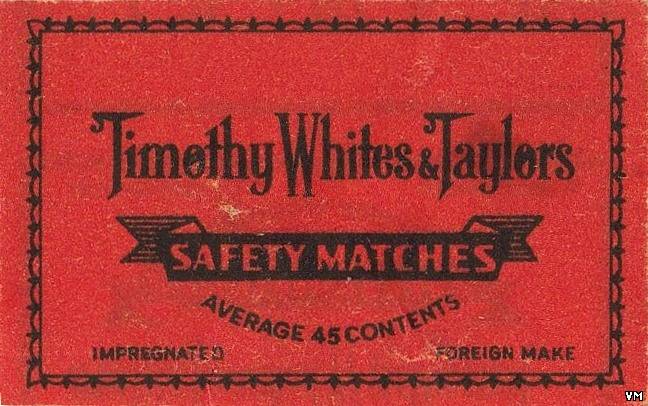 Timothy Whites & Taylors
SAFETY MATCHES
AVERAGE 45 CONTENTS
IMPREGNATED FOREIGN MAKE
VM